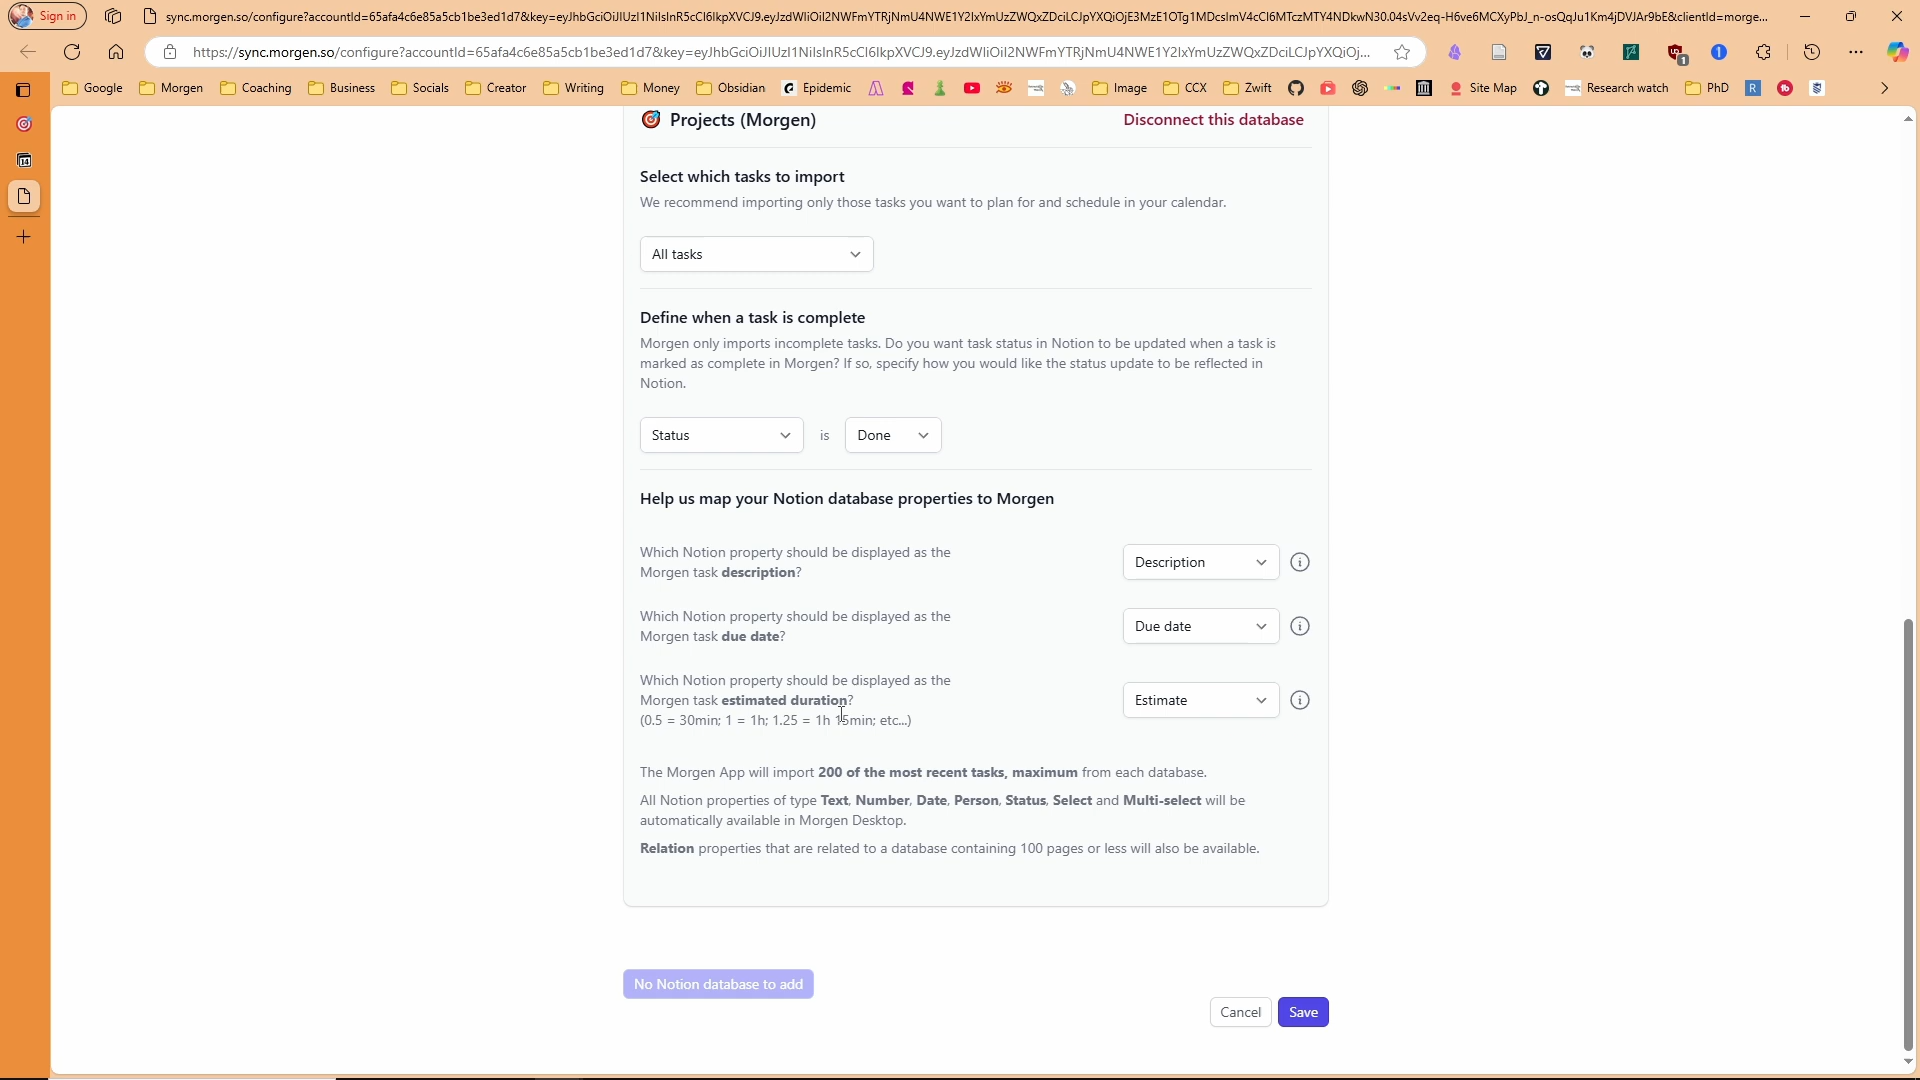 Sign in
sync.morgen.so/configure?accountId=65afa4c6e85a5cb1be3ed1d7&key=
https://sync.morgen.so/configure?accountId=65afa4c6e85a5cb1be3ed1d7&key=
1
Google Morgen Coaching Business Socials Creator Writing Money Obsidian Epidemic Image CCX Zwift Site Map Research watch PhD
Projects (Morgen) Disconnect this database
Select which tasks to import
We recommend importing only those tasks you want to plan for and schedule in your calendar.
All tasks
Define when a task is complete
Morgen only imports incomplete tasks. Do you want task status in Notion to be updated when a task is
marked as complete in Morgen? If so, specify how you would like the status update to be reflected in
Notion.
Status is Done
Help us map your Notion database properties to Morgen
Which Notion property should be displayed as the
Morgen task description?
Description
Which Notion property should be displayed as the
Morgen task due date?
Due date
Which Notion property should be displayed as the
Morgen task estimated duration?
(0.5 = 30min; 1 = 1h; 1.25 = 1h 15min; etc...)
Estimate
The Morgen App will import 200 of the most recent tasks, maximum from each database.
All Notion properties of type Text, Number, Date, Person, Status, Select and Multi-select will be
automatically available in Morgen Desktop.
Relation properties that are related to a database containing 100 pages or less will also be available.
No Notion database to add
Cancel Save